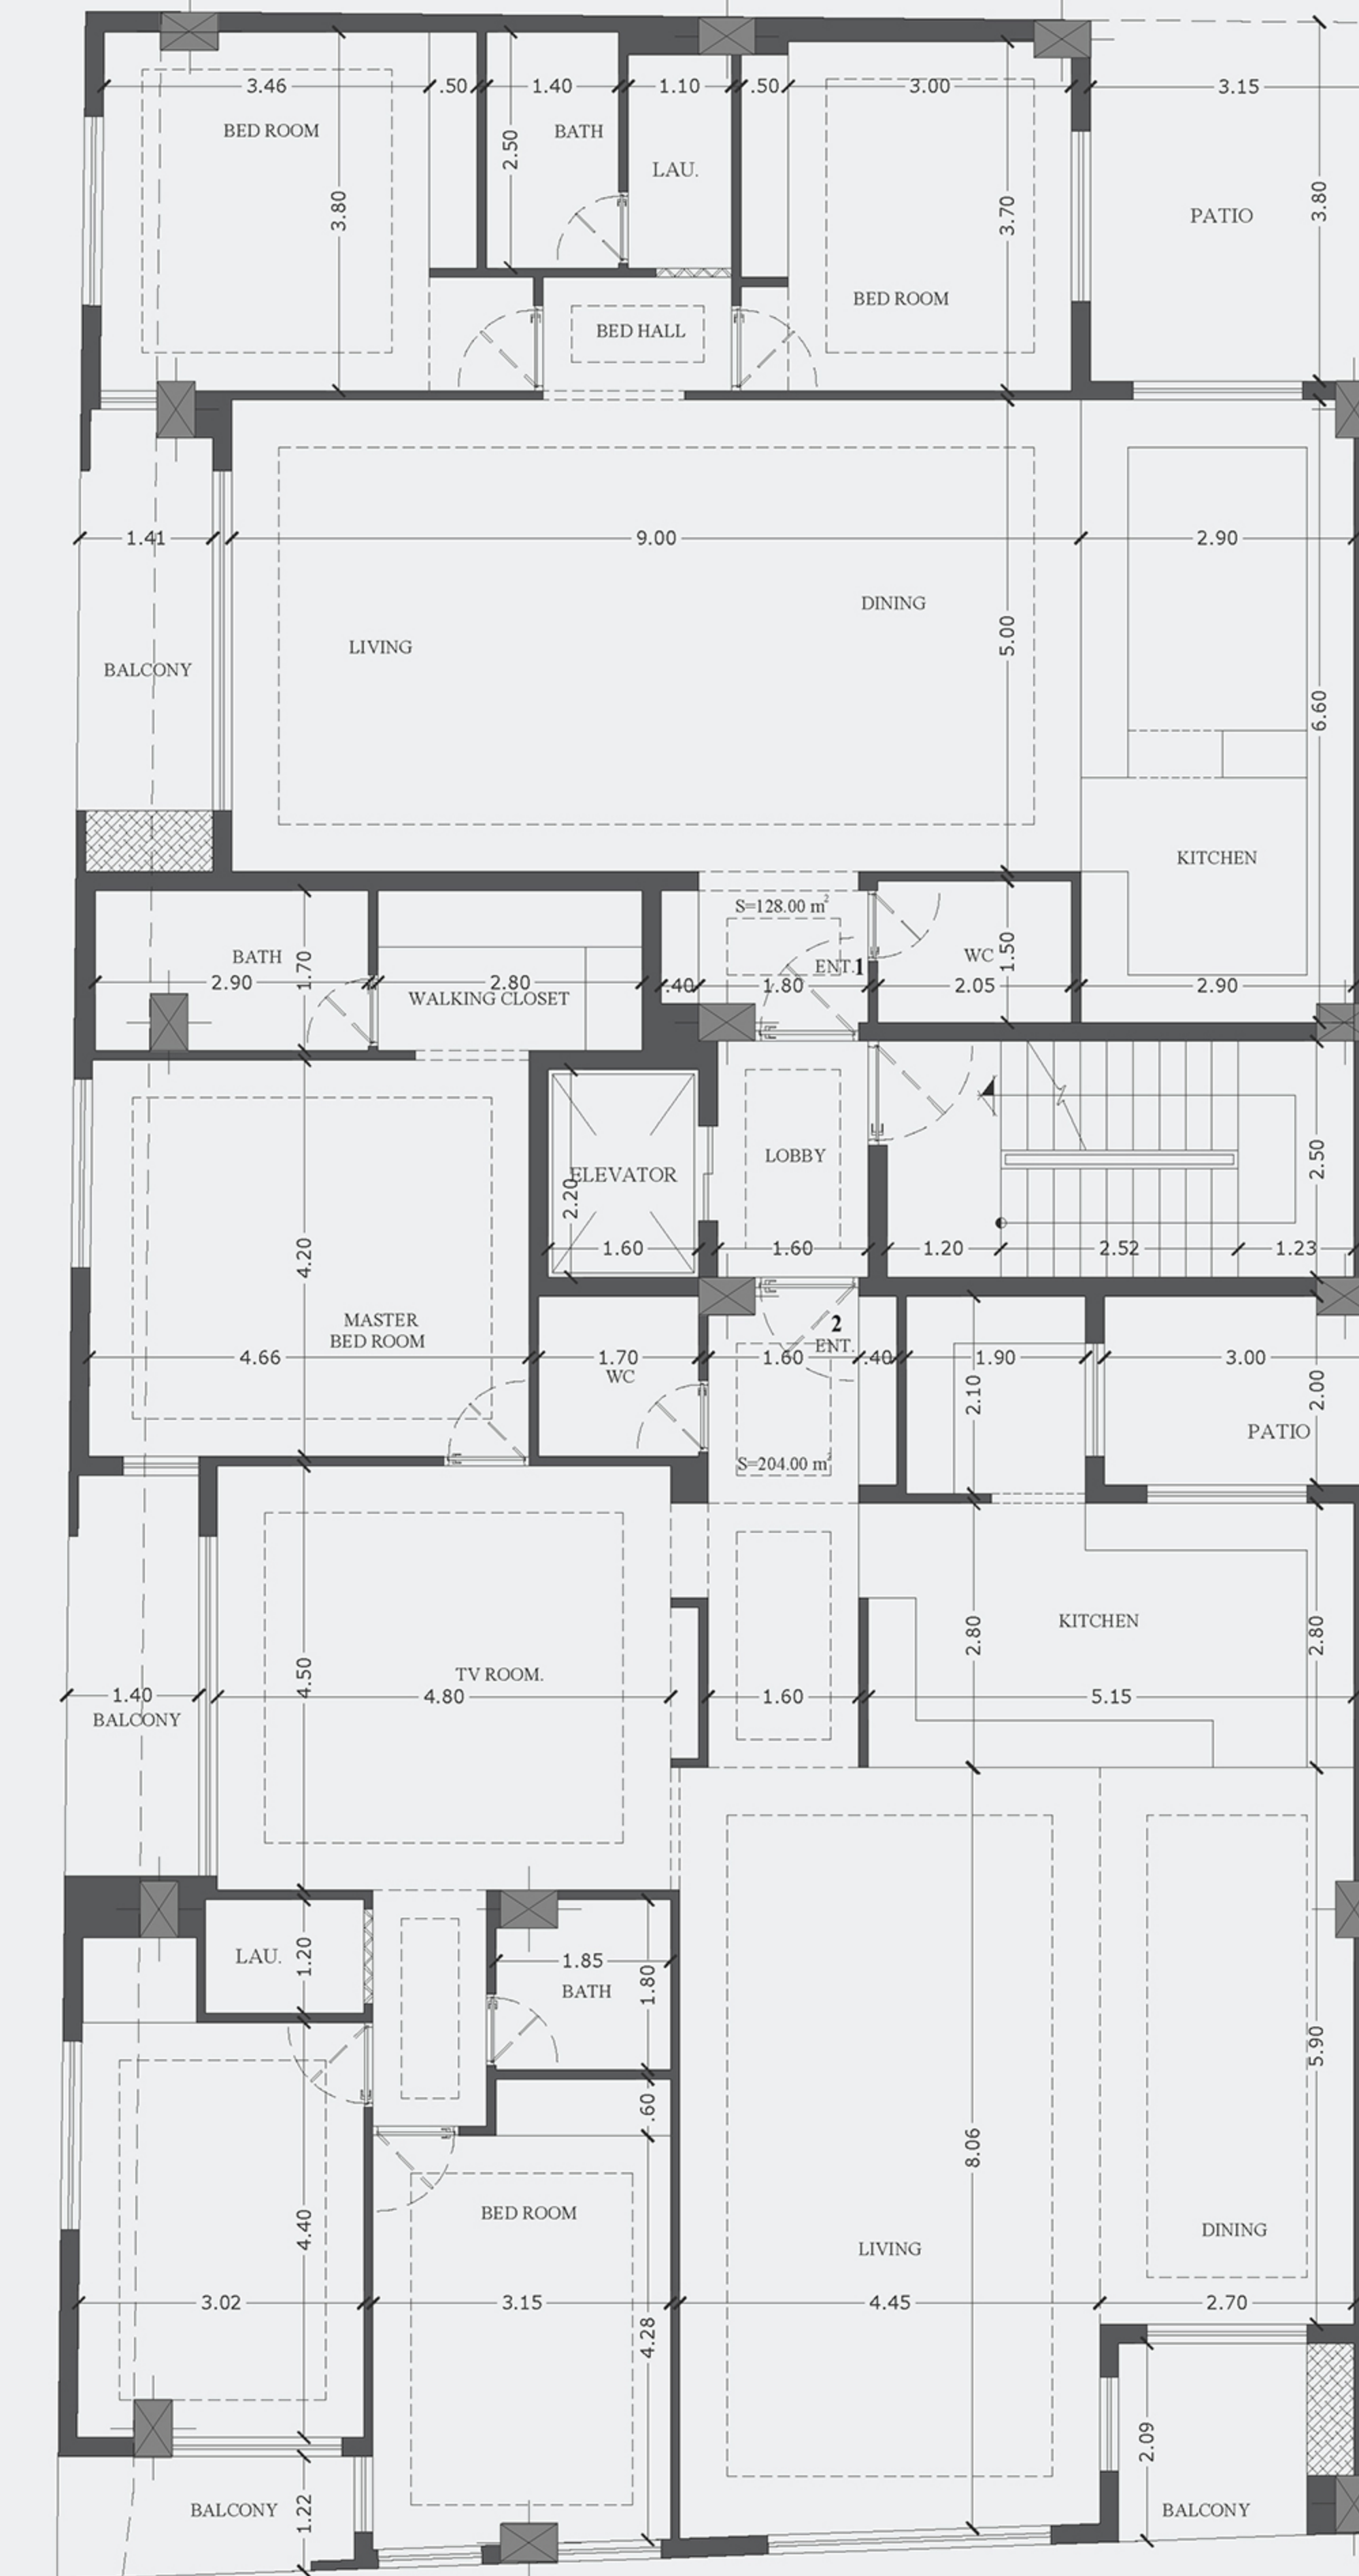 3.46
.50
1.40
1.10
.50
3.00
3.15
BED ROOM
BATH
2.50
LAU.
3.80
3.70
PATIO
3.80
BED ROOM
BED HALL
1.41
9.00
2.90
DINING
5.00
LIVING
BALCONY
6.60
KITCHEN
S=128.00 m²
BATH
1.70
ENT.1
WC
1.50
2.90
2.80
WALKING CLOSET
.40
1.80
2.05
2.90
LOBBY
2.50
ELEVATOR
2.20
4.20
1.60
1.60
1.20
2.52
1.23
MASTER
BED ROOM
2
ENT.
4.66
1.70
WC
1.60
.40
1.90
3.00
2.10
2.00
PATIO
S=204.00 m²
KITCHEN
2.80
2.80
TV ROOM.
4.50
1.40
4.80
1.60
5.15
BALCONY
LAU.
1.20
1.85
BATH
1.80
5.90
.60
8.06
BED ROOM
4.40
DINING
LIVING
3.02
3.15
4.45
2.70
4.28
2.09
BALCONY
1.22
BALCONY